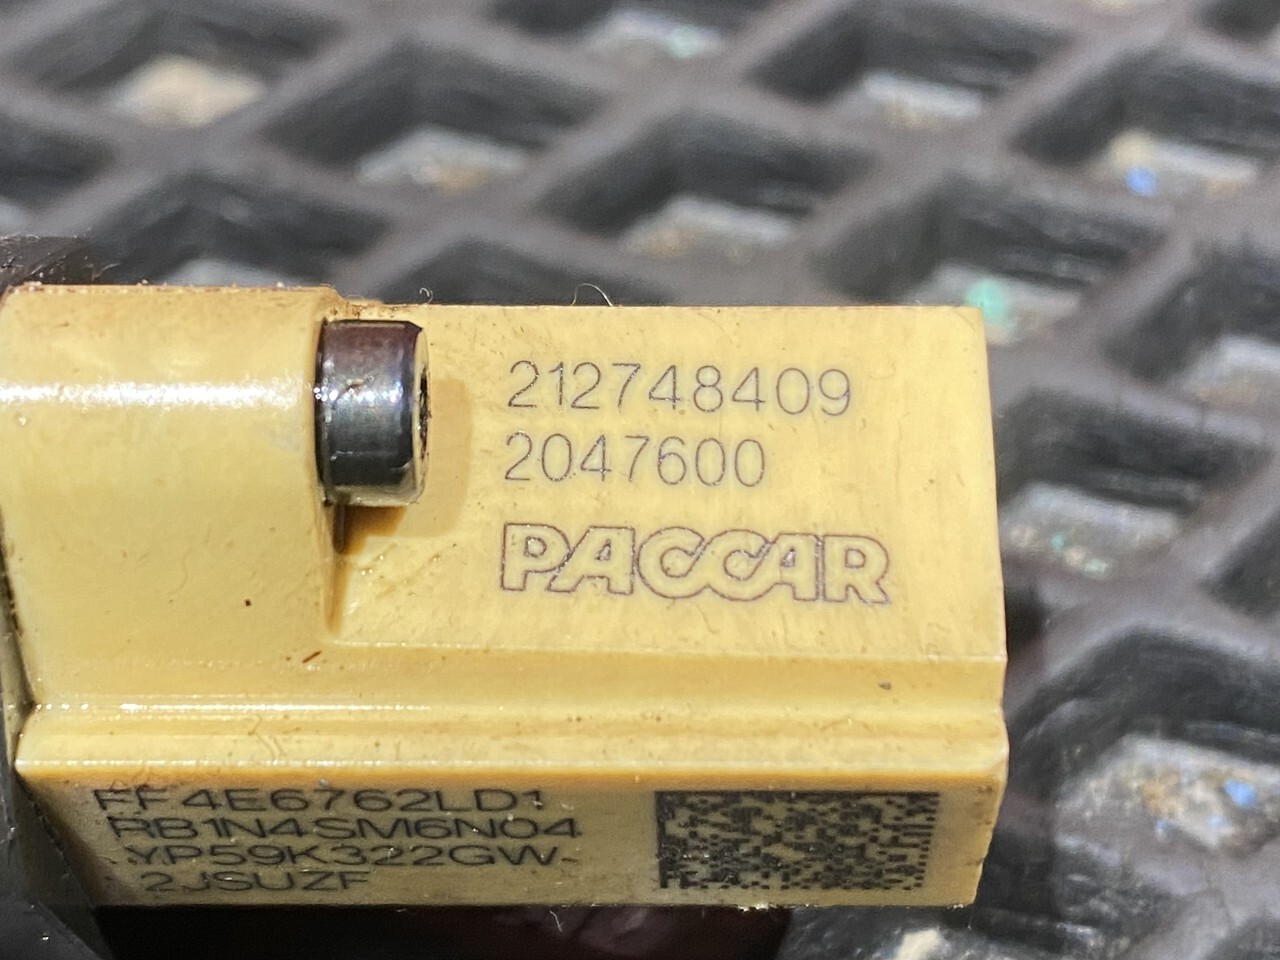 212748409
2047600
PACCAR
FF4E6762LD1
RB1N4SM6N04
YP59K322GW
2JSUZF